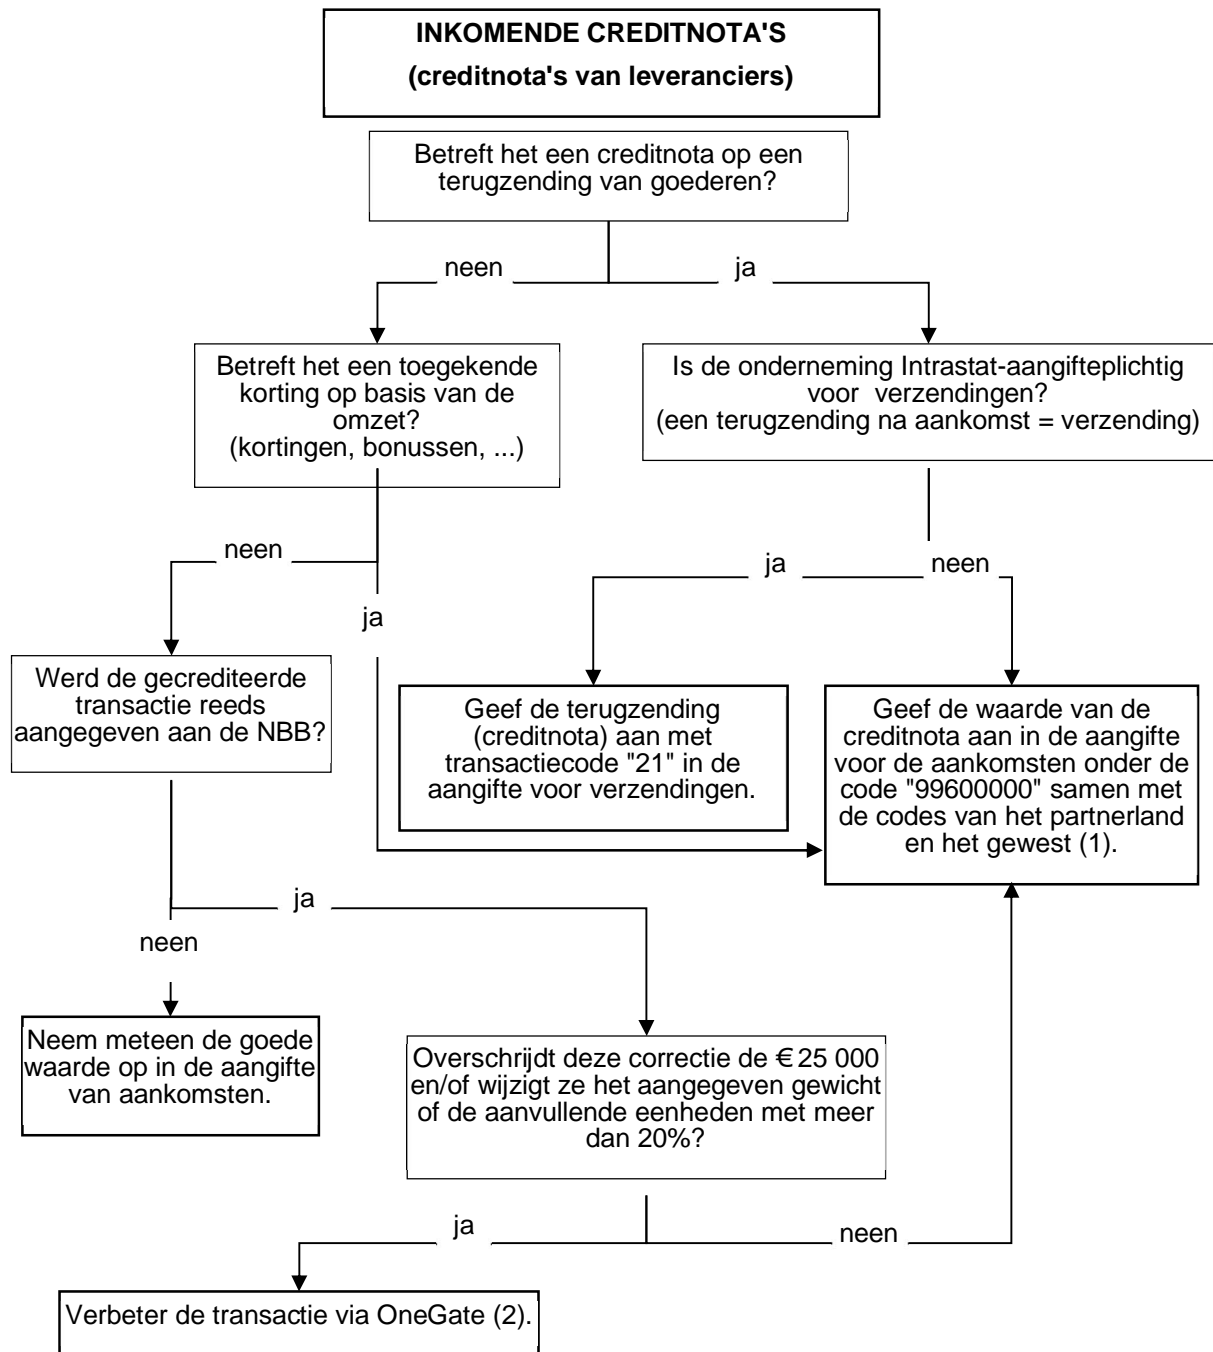 INKOMENDE CREDITNOTA'S
(creditnota's van leveranciers)
Betreft het een creditnota op een
terugzending van goederen?
neen
ja
Betreft het een toegekende
korting op basis van de
omzet?
(kortingen, bonussen, ...)
Is de onderneming Intrastat-aangifteplichtig
voor verzendingen?
(een terugzending na aankomst = verzending)
neen
ja
ja
neen
Werd de gecrediteerde
transactie reeds
aangegeven aan de NBB?
Geef de terugzending
(creditnota) aan met
transactiecode "21" in de
aangifte voor verzendingen.
Geef de waarde van de
creditnota aan in de aangifte
voor de aankomsten onder de
code "99600000" samen met
de codes van het partnerland
en het gewest (1).
ja
neen
Neem meteen de goede
waarde op in de aangifte
van aankomsten.
Overschrijdt deze correctie de € 25 000
en/of wijzigt ze het aangegeven gewicht
of de aanvullende eenheden met meer
dan 20%?
ja
neen
Verbeter de transactie via OneGate (2).